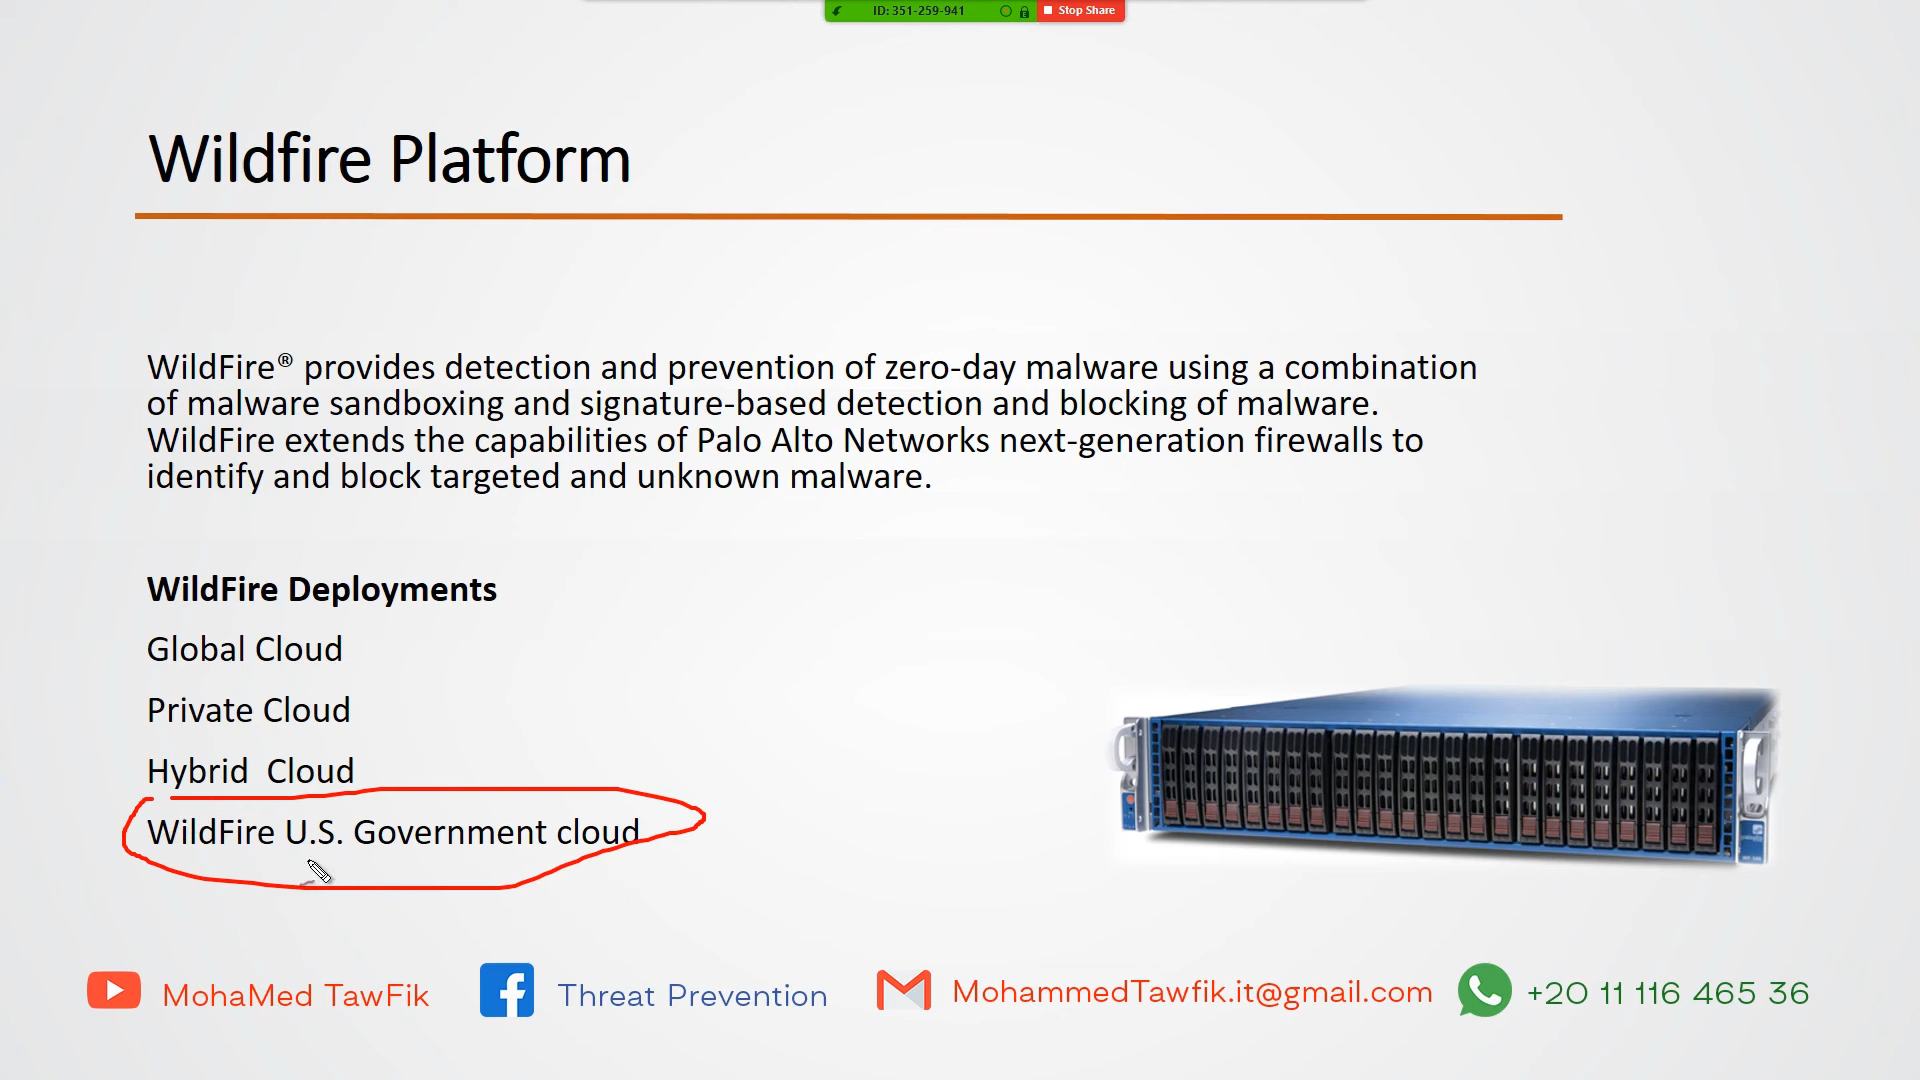 ID: 351-259-941 Stop Share
Wildfire Platform
WildFire® provides detection and prevention of zero-day malware using a combination
of malware sandboxing and signature-based detection and blocking of malware.
WildFire extends the capabilities of Palo Alto Networks next-generation firewalls to
identify and block targeted and unknown malware.
WildFire Deployments
Global Cloud
Private Cloud
Hybrid  Cloud
WildFire U.S. Government cloud
MohaMed TawFik Threat Prevention MohammedTawfik.it@gmail.com +20 11 116 465 36